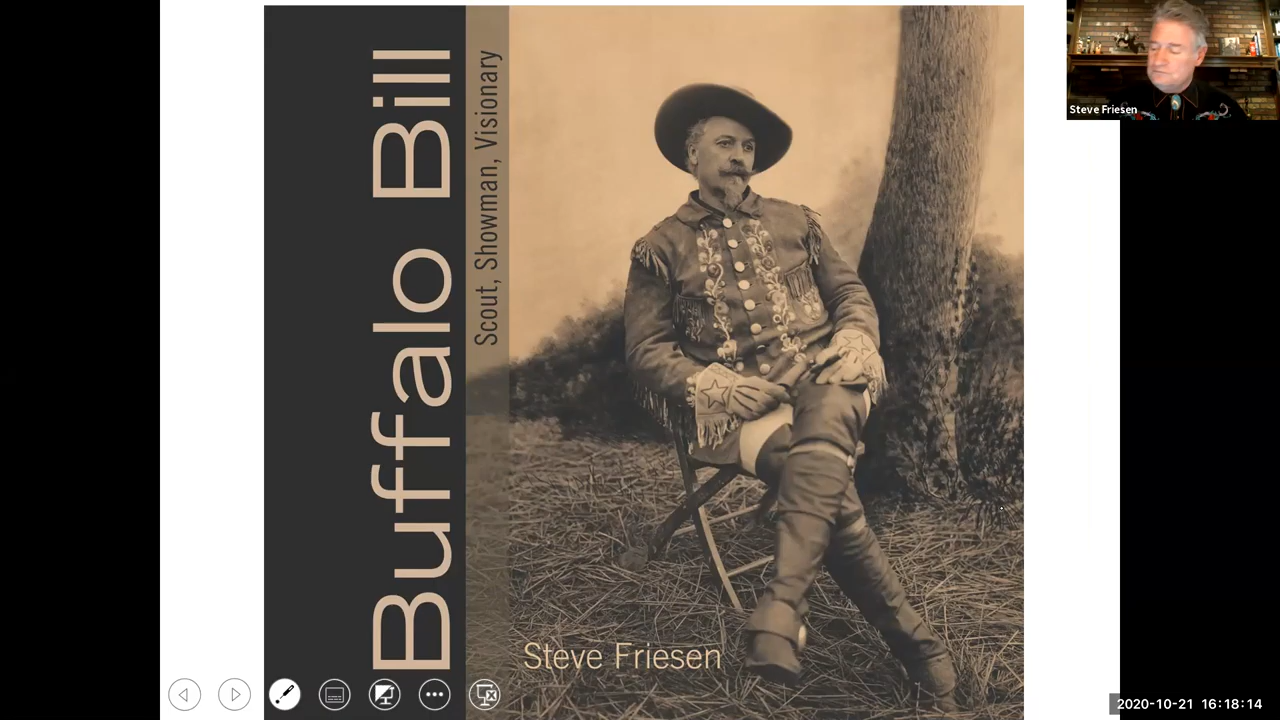 Buffalo Bill
Scout, Showman, Visionary
Steve Friesen
Steve Friesen
2020-10-21 16:18:14